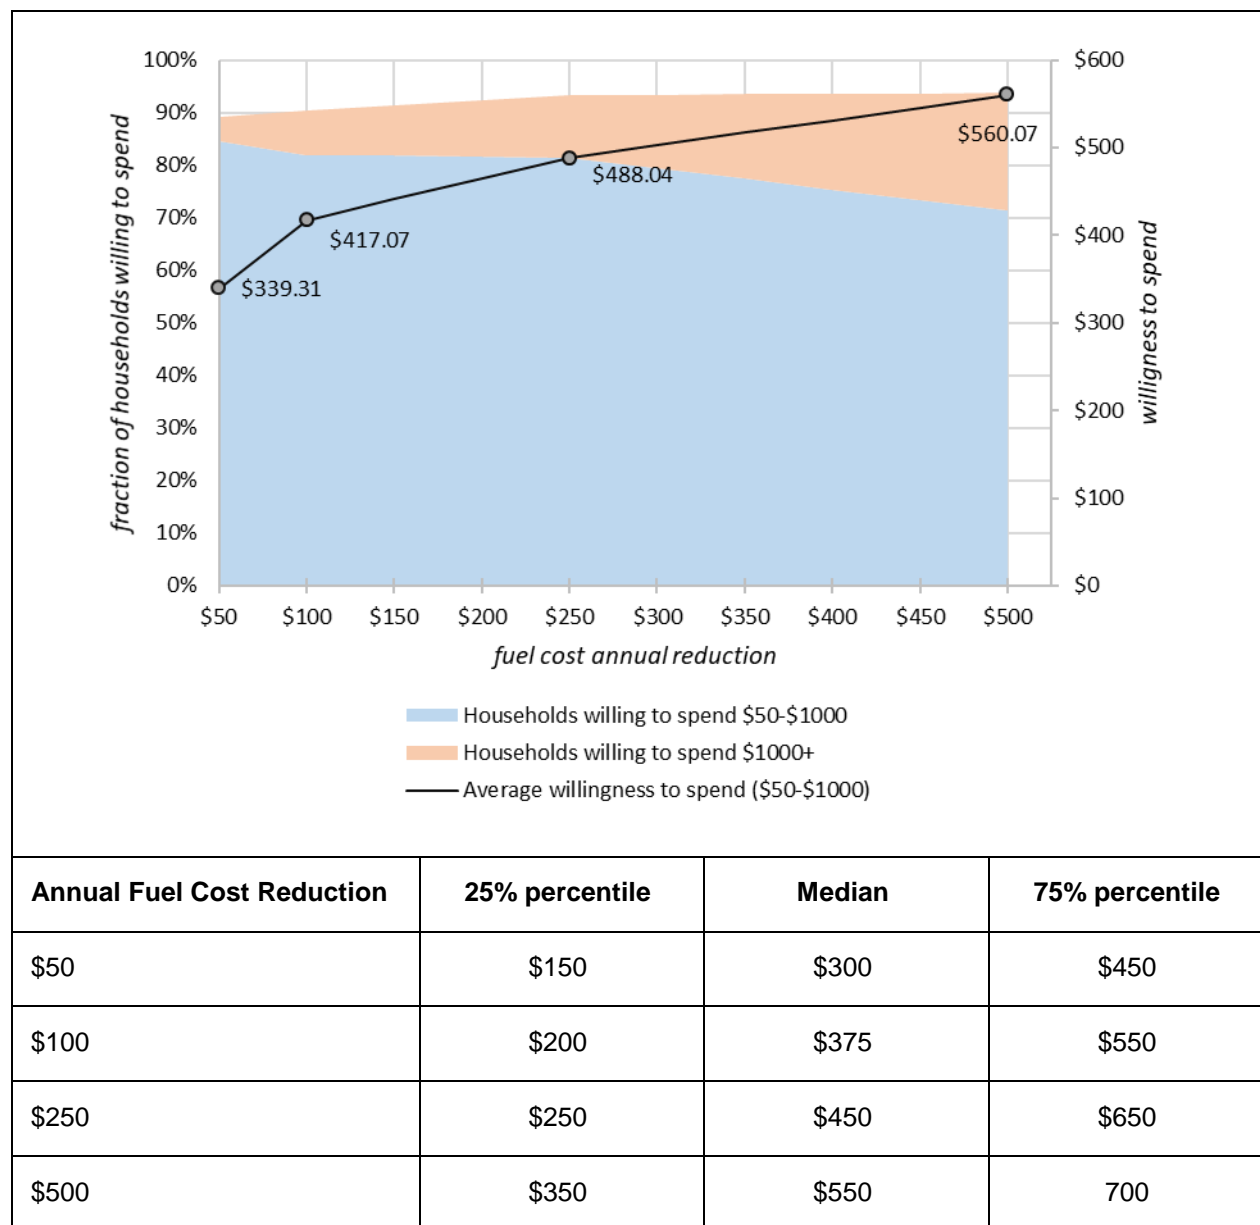 100%
90%
80%
70%
60%
50%
40%
30%
20%
10%
0%
fraction of households willing to spend
$600
$500
$400
$300
$200
$100
$0
willigness to spend
$339.31
$417.07
$488.04
$560.07
$50 $100 $150 $200 $250 $300 $350 $400 $450 $500
fuel cost annual reduction
Households willing to spend $50-$1000
Households willing to spend $1000+
Average willingness to spend ($50-$1000)
Annual Fuel Cost Reduction 25% percentile Median 75% percentile
$50 $150 $300 $450
$100 $200 $375 $550
$250 $250 $450 $650
$500 $350 $550 700